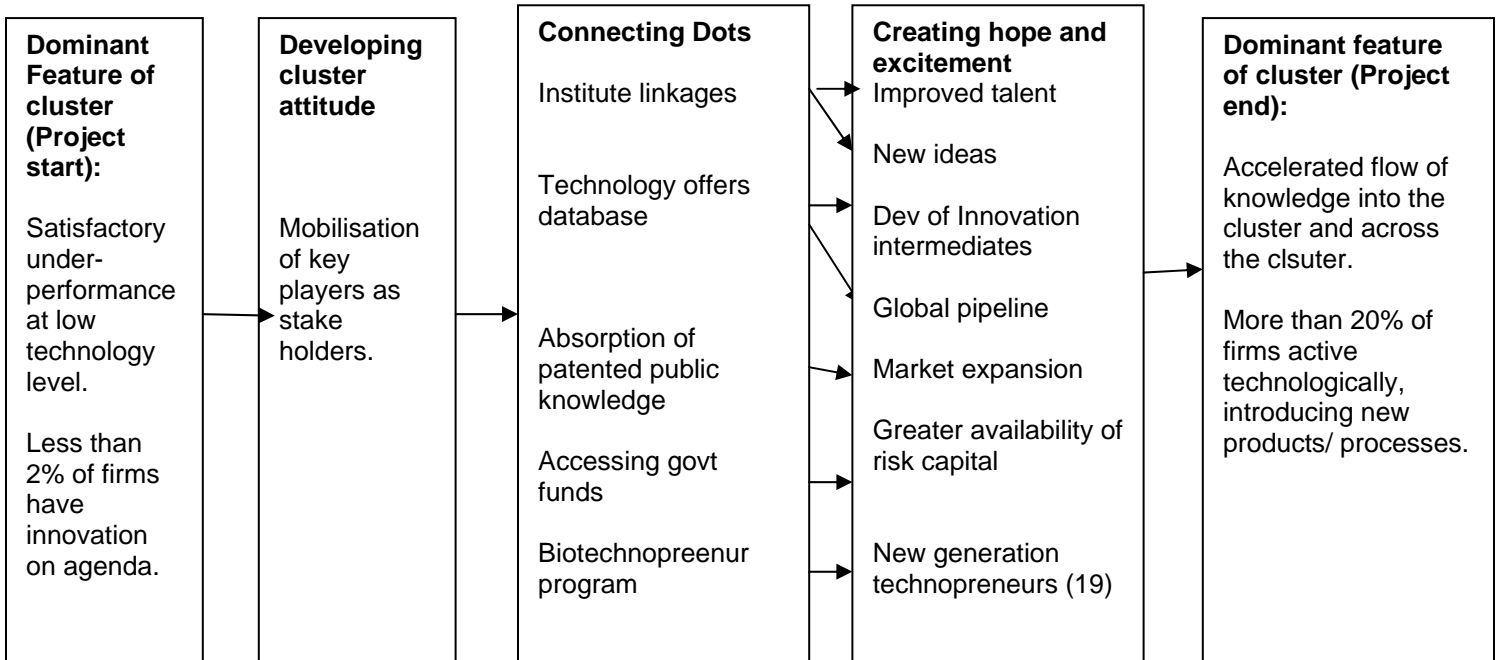 Dominant
Feature of
cluster
(Project
start):
Satisfactory
under-
performance
at low
technology
level.
Less than
2% of firms
have
innovation
on agenda.
Developing
cluster
attitude
Mobilisation
of key
players as
stake
holders.
Connecting Dots
Institute linkages
Technology offers
database
Absorption of
patented public
knowledge
Accessing govt
funds
Biotechnopreenur
program
Creating hope and
excitement
Improved talent
New ideas
Dev of Innovation
intermediates
Global pipeline
Market expansion
Greater availability of
risk capital
New generation
technopreneurs (19)
Dominant feature
of cluster (Project
end):
Accelerated flow of
knowledge into the
cluster and across
the clsuter.
More than 20% of
firms active
technologically,
introducing new
products/ processes.